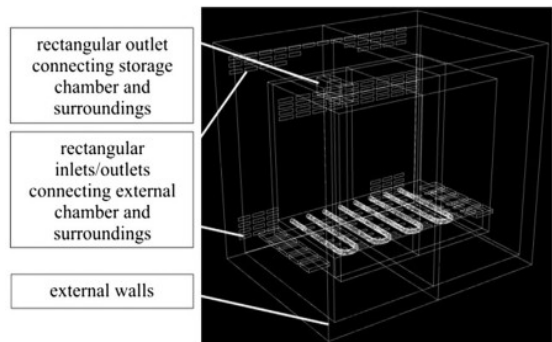 rectangular outlet
connecting storage
chamber and
surroundings
rectangular
inlets/outlets
connecting external
chamber and
surroundings
external walls